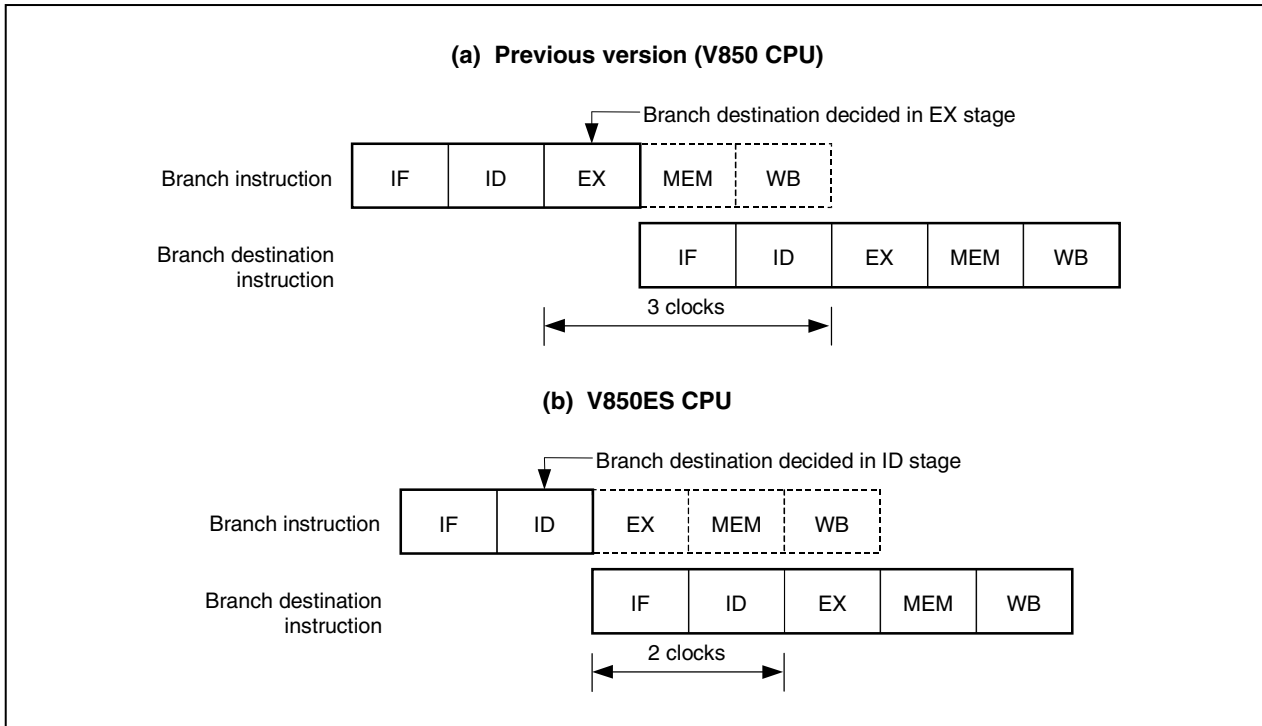 (a) Previous version (V850 CPU)
Branch destination decided in EX stage
Branch instruction IF ID EX MEM WB
Branch destination
instruction
IF ID EX MEM WB
3 clocks
(b) V850ES CPU
Branch destination decided in ID stage
Branch instruction IF ID EX MEM WB
Branch destination
instruction
IF ID EX MEM WB
2 clocks